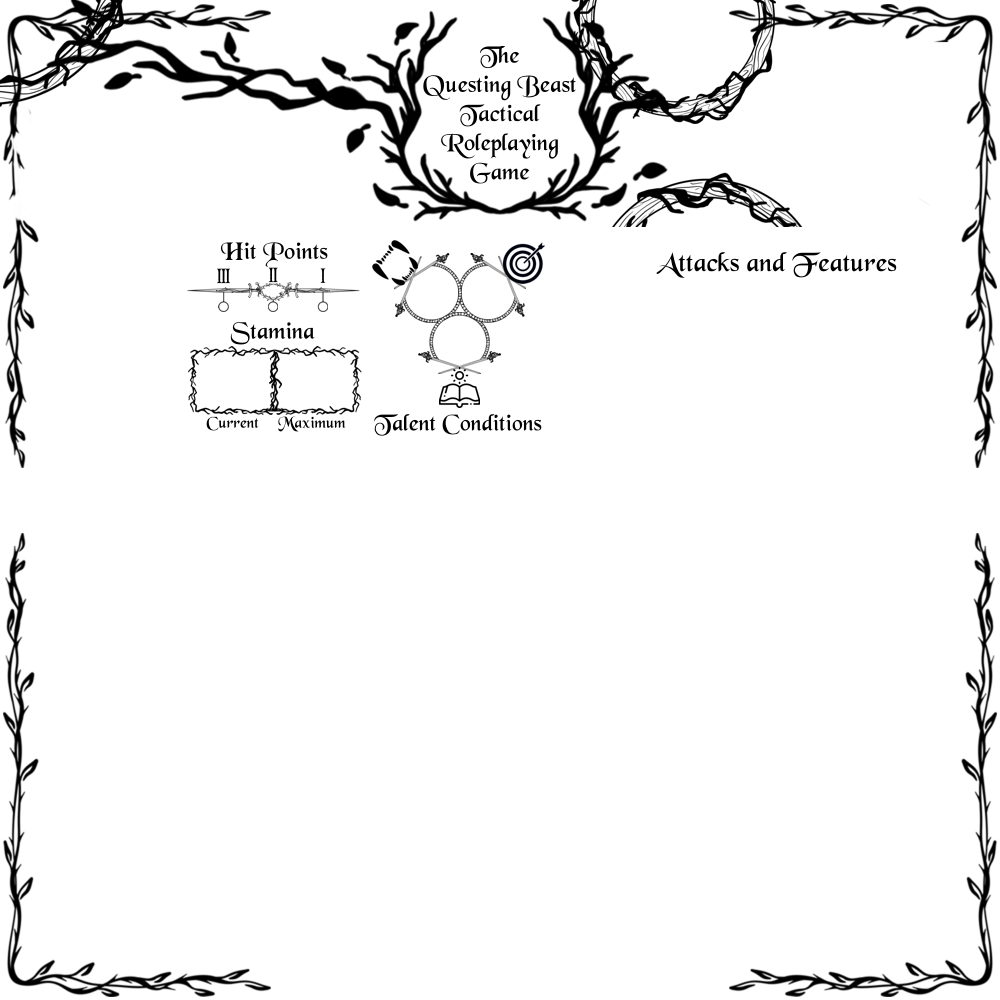 The
Questing Beast
Tactical
Roleplaying
Game
Hit Points
III II I
Stamina
Current Maximum
Talent Conditions
Attacks and Features